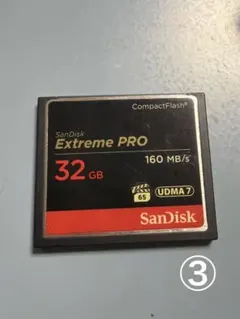 CompactFlash®
SanDisk
Extreme PRO
32 GB
160 MB/s
65
UDMA 7
SanDisk
③